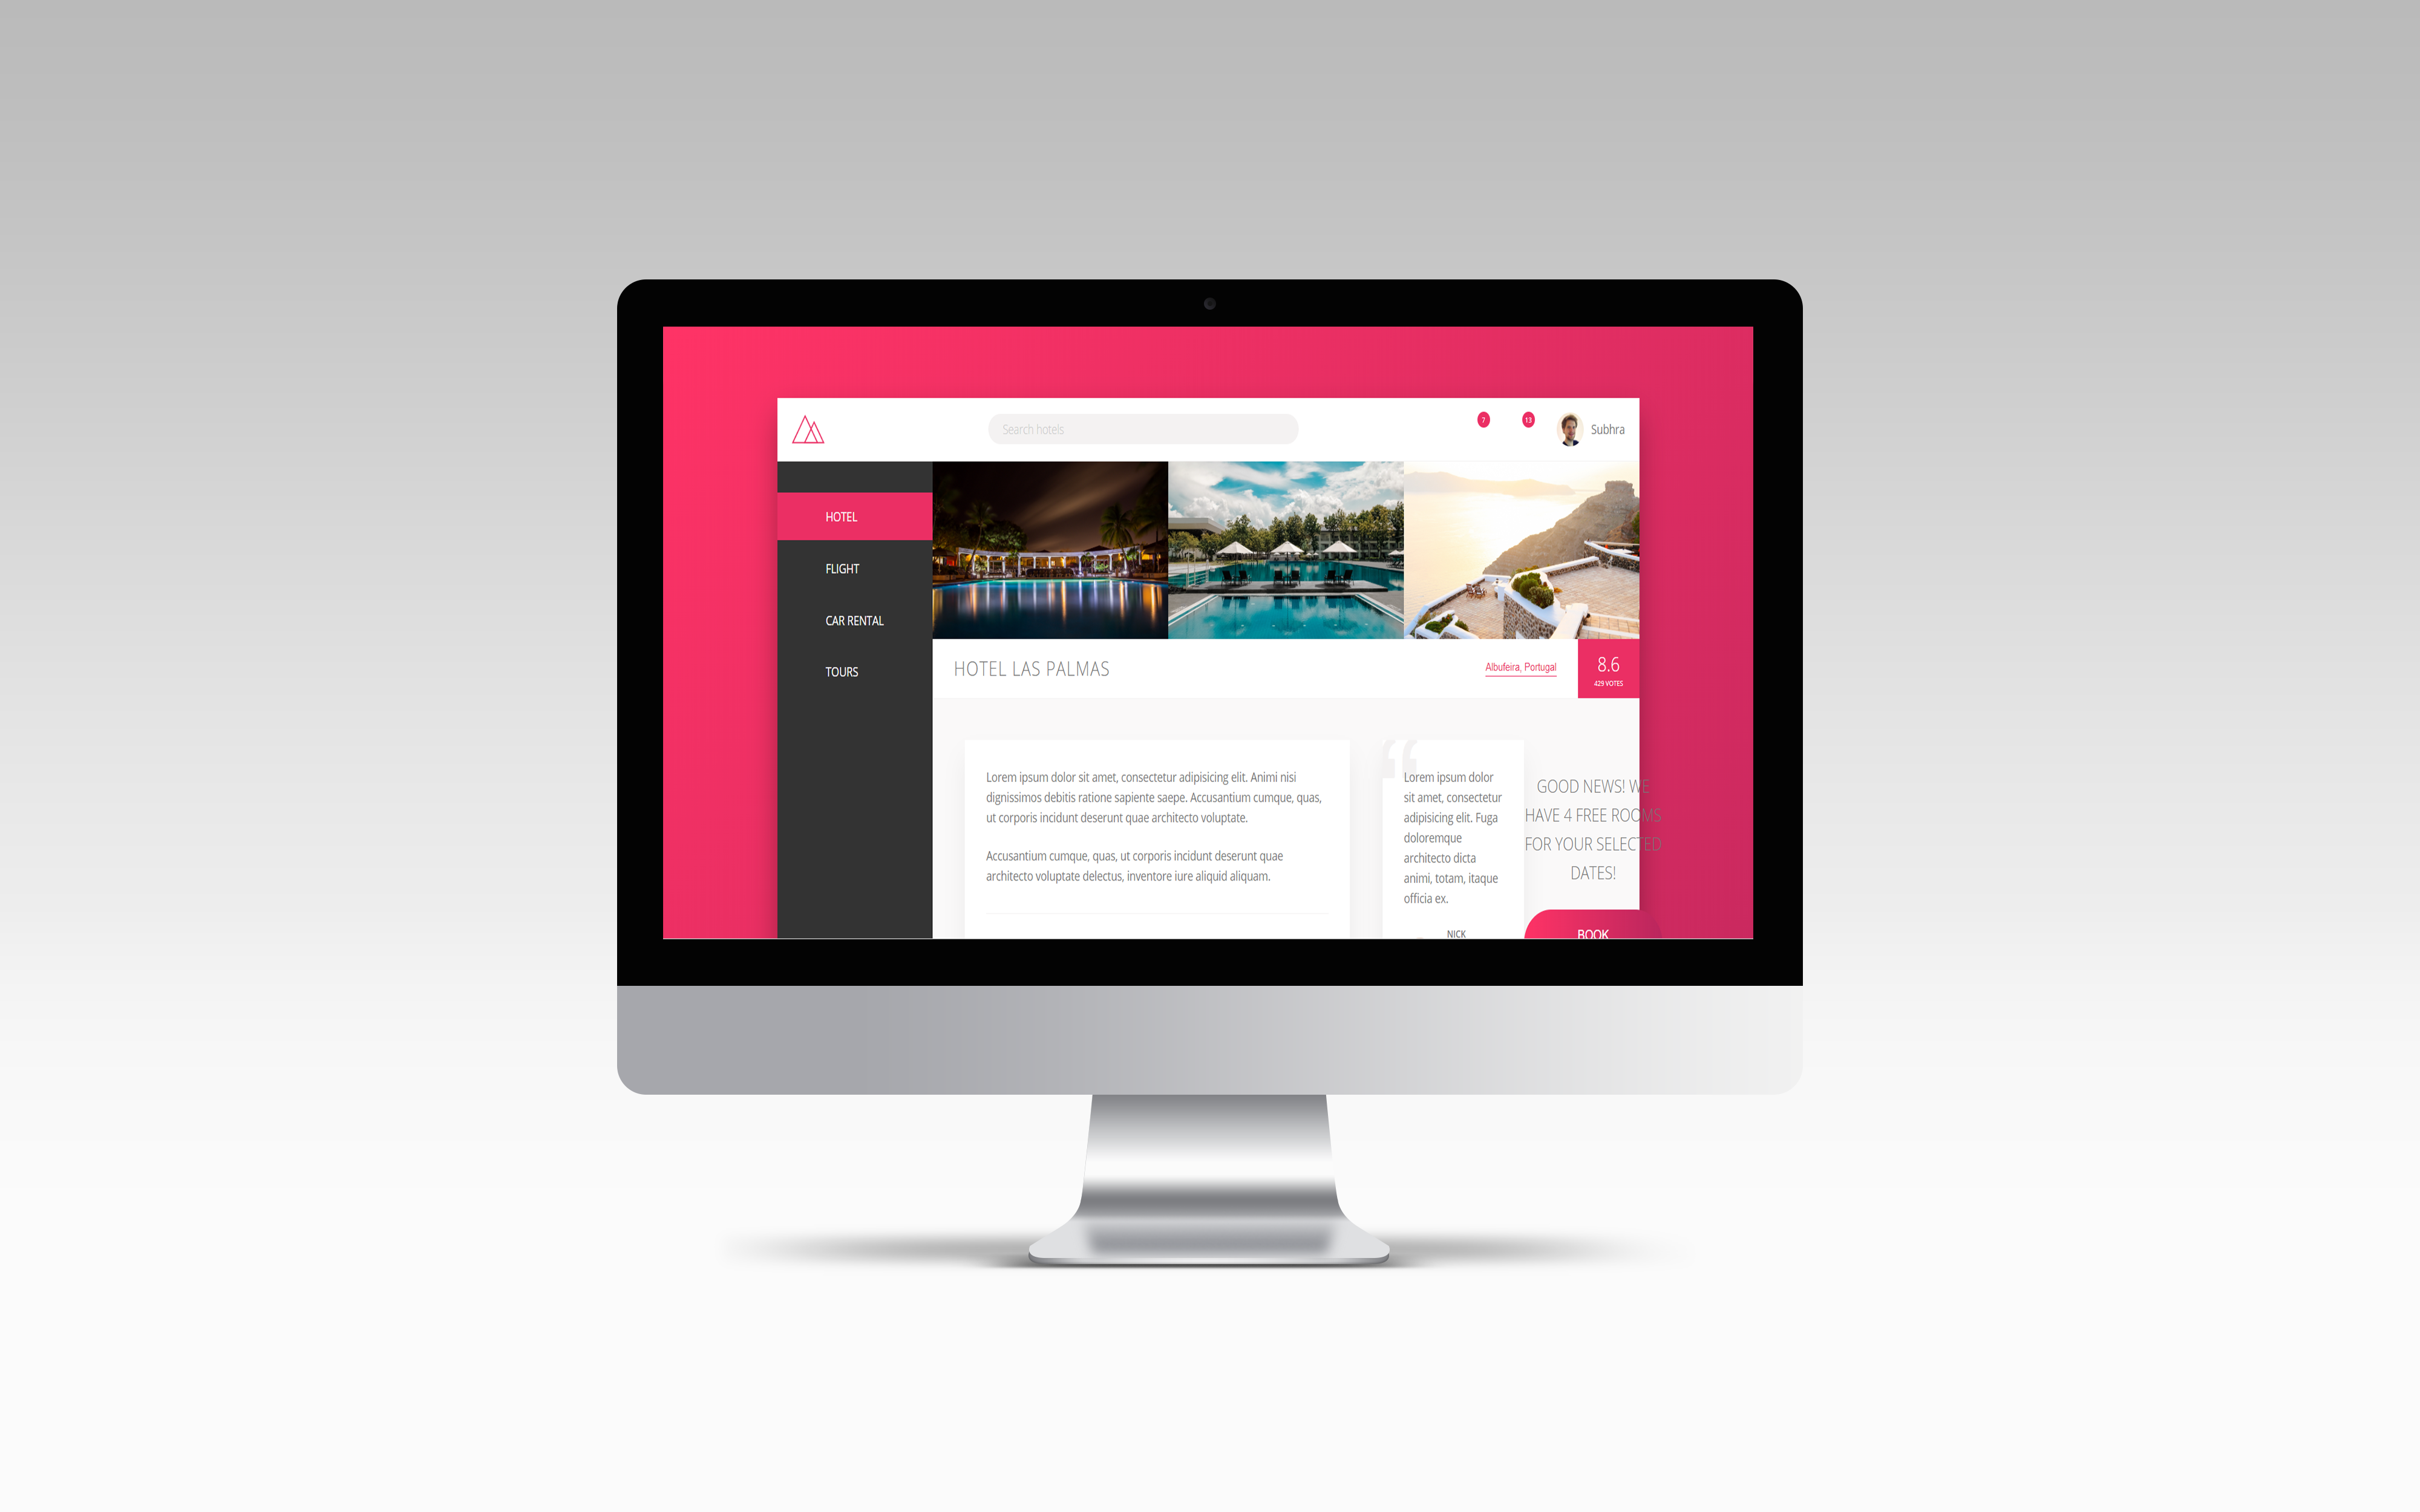 Search hotels
7
13
Subhra
HOTEL
FLIGHT
CAR RENTAL
TOURS
HOTEL LAS PALMAS
Albufeira, Portugal
8.6
429 VOTES
Lorem ipsum dolor sit amet, consectetur adipisicing elit. Animi nisi
dignissimos debitis ratione sapiente saepe. Accusantium cumque, quas,
ut corporis incidunt deserunt quae architecto voluptate.
Accusantium cumque, quas, ut corporis incidunt deserunt quae
architecto voluptate delectus, inventore iure aliquid aliquam.
“
Lorem ipsum dolor
sit amet, consectetur
adipisicing elit. Fuga
doloremque
architecto dicta
animi, totam, itaque
officia ex.
NICK
GOOD NEWS! WE
HAVE 4 FREE ROOMS
FOR YOUR SELECTED
DATES!
BOOK